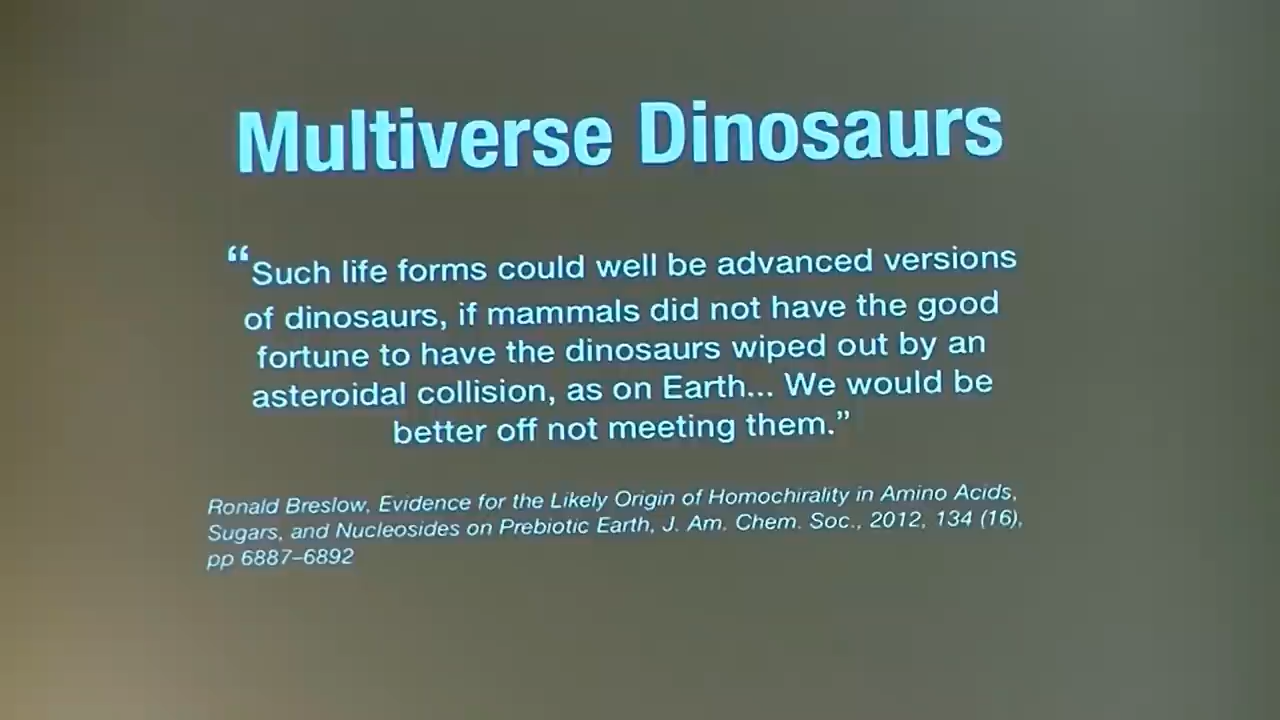 Multiverse Dinosaurs
“Such life forms could well be advanced versions
of dinosaurs, if mammals did not have the good
fortune to have the dinosaurs wiped out by an
asteroidal collision, as on Earth... We would be
better off not meeting them.”
Ronald Breslow, Evidence for the Likely Origin of Homochirality in Amino Acids,
Sugars, and Nucleosides on Prebiotic Earth, J. Am. Chem. Soc., 2012, 134 (16),
pp 6887–6892